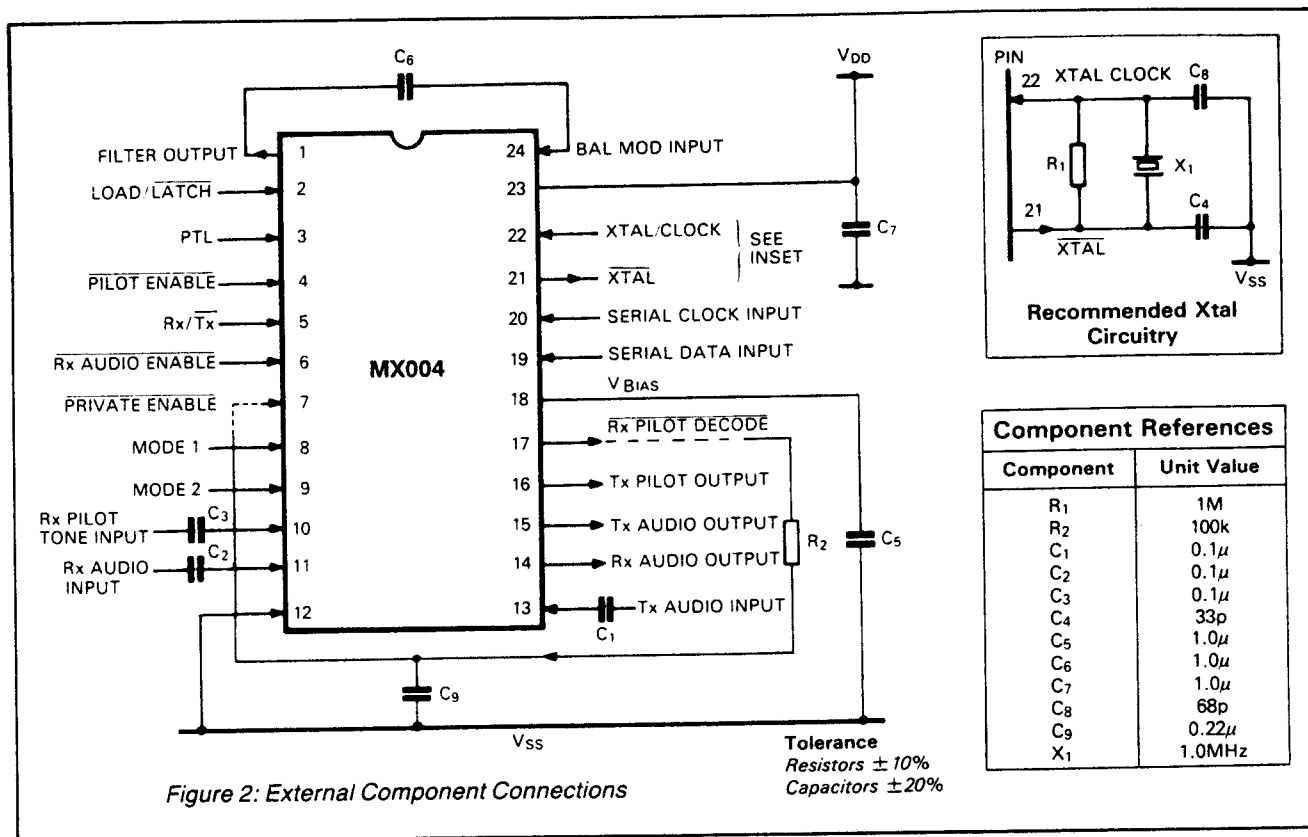 C6
FILTER OUTPUT 1
LOAD/LATCH 2
PTL 3
PILOT ENABLE 4
Rx/Tx 5
Rx AUDIO ENABLE 6
PRIVATE ENABLE 7
MODE 1 8
MODE 2 9
Rx PILOT
TONE INPUT
C3
10
Rx AUDIO
INPUT
C2
11
12
MX004
24 BAL MOD INPUT
23
VDD
C7
22 XTAL/CLOCK
21 XTAL
SEE
INSET
20 SERIAL CLOCK INPUT
19 SERIAL DATA INPUT
VBIAS
18
17 Rx PILOT DECODE
16 Tx PILOT OUTPUT
15 Tx AUDIO OUTPUT
14 Rx AUDIO OUTPUT
13 Tx AUDIO INPUT
C1
R2
C5
C9
VSS
Tolerance
Resistors ±10%
Capacitors ±20%
Figure 2: External Component Connections
PIN
22 XTAL CLOCK
C8
R1
X1
C4
21
XTAL
VSS
Recommended Xtal
Circuitry
Component References
Component Unit Value
R1 1M
R2 100k
C1 0.1μ
C2 0.1μ
C3 0.1μ
C4 33p
C5 1.0μ
C6 1.0μ
C7 1.0μ
C8 68p
C9 0.22μ
X1 1.0MHz